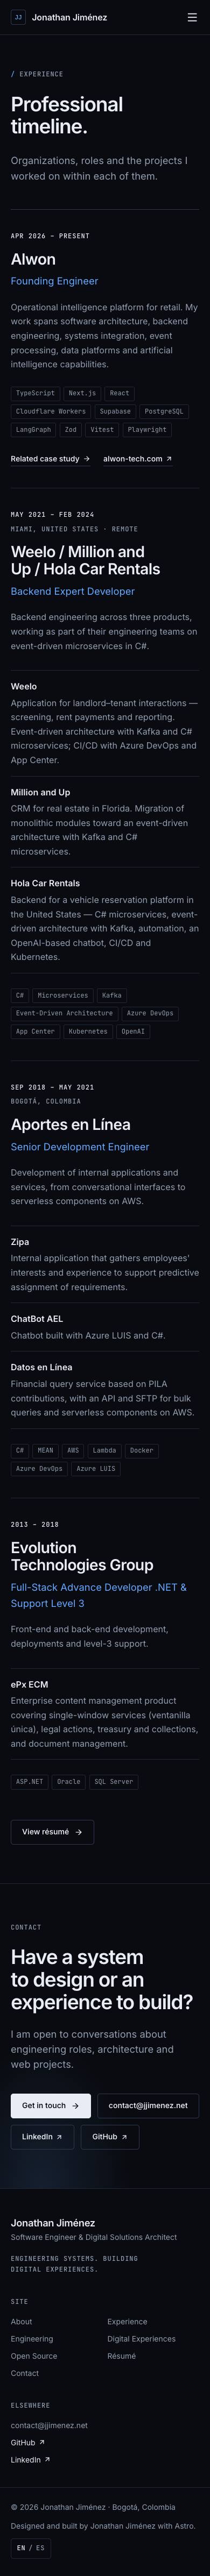 JJ Jonathan Jiménez
/ EXPERIENCE
Professional
timeline.
Organizations, roles and the projects I
worked on within each of them.
APR 2026 – PRESENT
Alwon
Founding Engineer
Operational intelligence platform for retail. My
work spans software architecture, backend
engineering, systems integration, event
processing, data platforms and artificial
intelligence capabilities.
TypeScript Next.js React
Cloudflare Workers Supabase PostgreSQL
LangGraph Zod Vitest Playwright
Related case study → alwon-tech.com ↗
MAY 2021 – FEB 2024
MIAMI, UNITED STATES · REMOTE
Weelo / Million and
Up / Hola Car Rentals
Backend Expert Developer
Backend engineering across three products,
working as part of their engineering teams on
event-driven microservices in C#.
Weelo
Application for landlord–tenant interactions —
screening, rent payments and reporting.
Event-driven architecture with Kafka and C#
microservices; CI/CD with Azure DevOps and
App Center.
Million and Up
CRM for real estate in Florida. Migration of
monolithic modules toward an event-driven
architecture with Kafka and C#
microservices.
Hola Car Rentals
Backend for a vehicle reservation platform in
the United States — C# microservices, event-
driven architecture with Kafka, automation, an
OpenAI-based chatbot, CI/CD and
Kubernetes.
C# Microservices Kafka
Event-Driven Architecture Azure DevOps
App Center Kubernetes OpenAI
SEP 2018 – MAY 2021
BOGOTÁ, COLOMBIA
Aportes en Línea
Senior Development Engineer
Development of internal applications and
services, from conversational interfaces to
serverless components on AWS.
Zipa
Internal application that gathers employees'
interests and experience to support predictive
assignment of requirements.
ChatBot AEL
Chatbot built with Azure LUIS and C#.
Datos en Línea
Financial query service based on PILA
contributions, with an API and SFTP for bulk
queries and serverless components on AWS.
C# MEAN AWS Lambda Docker
Azure DevOps Azure LUIS
2013 – 2018
Evolution
Technologies Group
Full-Stack Advance Developer .NET &
Support Level 3
Front-end and back-end development,
deployments and level-3 support.
ePx ECM
Enterprise content management product
covering single-window services (ventanilla
única), legal actions, treasury and collections,
and document management.
ASP.NET Oracle SQL Server
View résumé →
CONTACT
Have a system
to design or an
experience to build?
I am open to conversations about
engineering roles, architecture and
web projects.
Get in touch → contact@jjimenez.net
LinkedIn ↗ GitHub ↗
Jonathan Jiménez
Software Engineer & Digital Solutions Architect
ENGINEERING SYSTEMS. BUILDING
DIGITAL EXPERIENCES.
SITE
About Experience
Engineering Digital Experiences
Open Source Résumé
Contact
ELSEWHERE
contact@jjimenez.net
GitHub ↗
LinkedIn ↗
© 2026 Jonathan Jiménez · Bogotá, Colombia
Designed and built by Jonathan Jiménez with Astro.
EN / ES